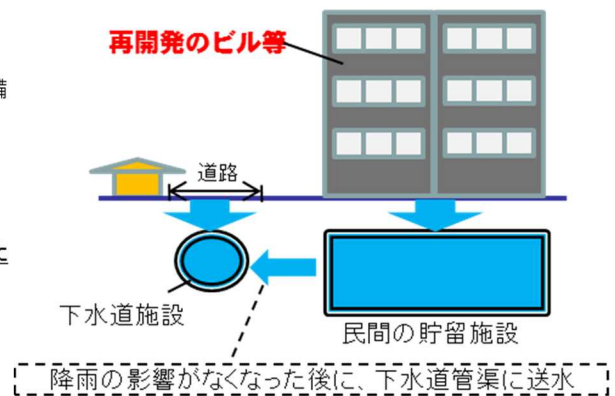 再開発のビル等
備
道路
に
下水道施設
民間の貯留施設
降雨の影響がなくなった後に、下水道管渠に送水